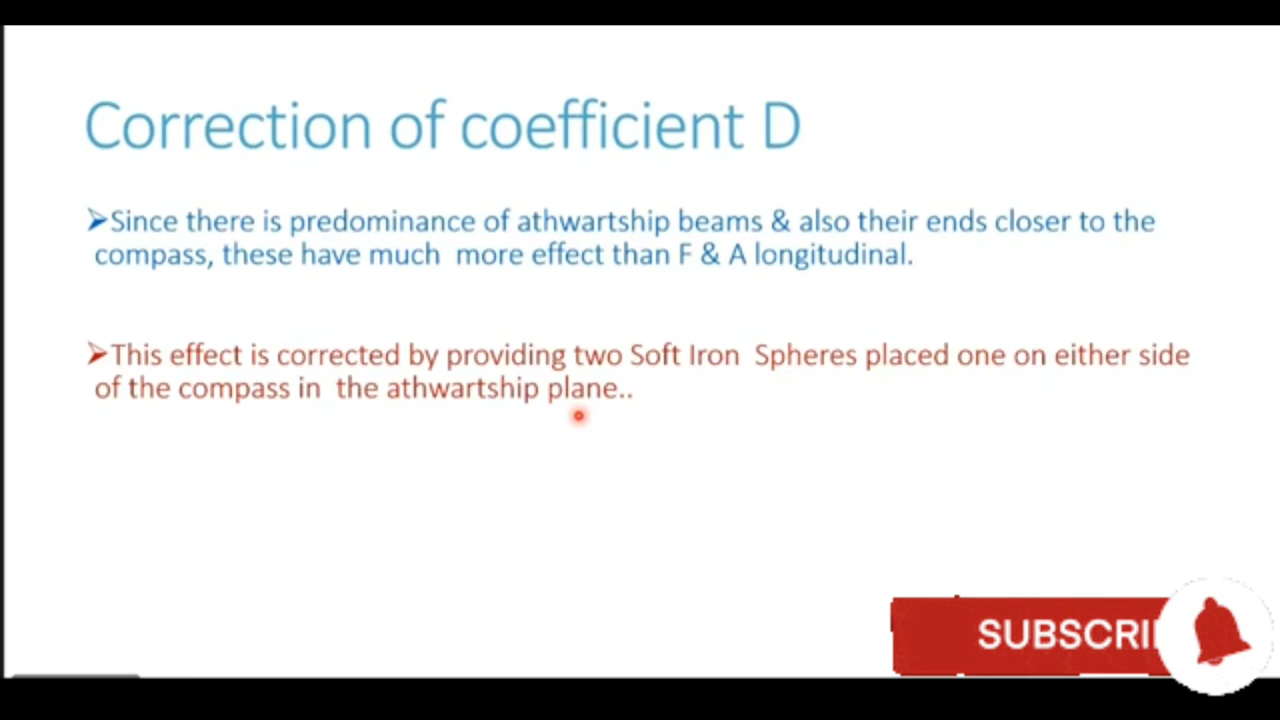 Correction of coefficient D
➢Since there is predominance of athwartship beams & also their ends closer to the
compass, these have much more effect than F & A longitudinal.
➢This effect is corrected by providing two Soft Iron Spheres placed one on either side
of the compass in the athwartship plane..
SUBSCRI